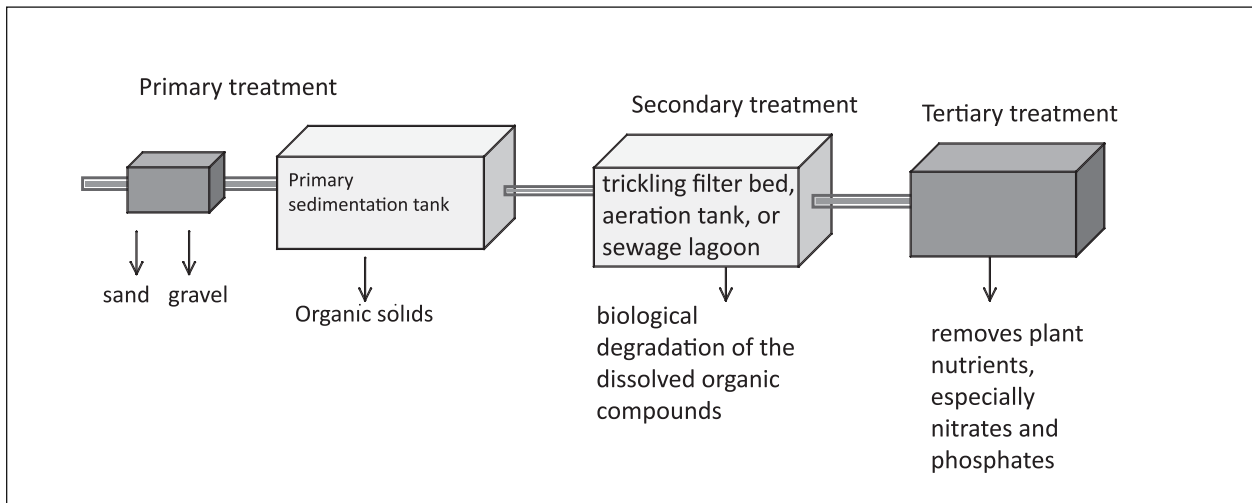 Primary treatment
Secondary treatment
Tertiary treatment
Primary
sedimentation tank
trickling filter bed,
aeration tank, or
sewage lagoon
sand gravel
Organic solids
biological
degradation of the
dissolved organic
compounds
removes plant
nutrients,
especially
nitrates and
phosphates